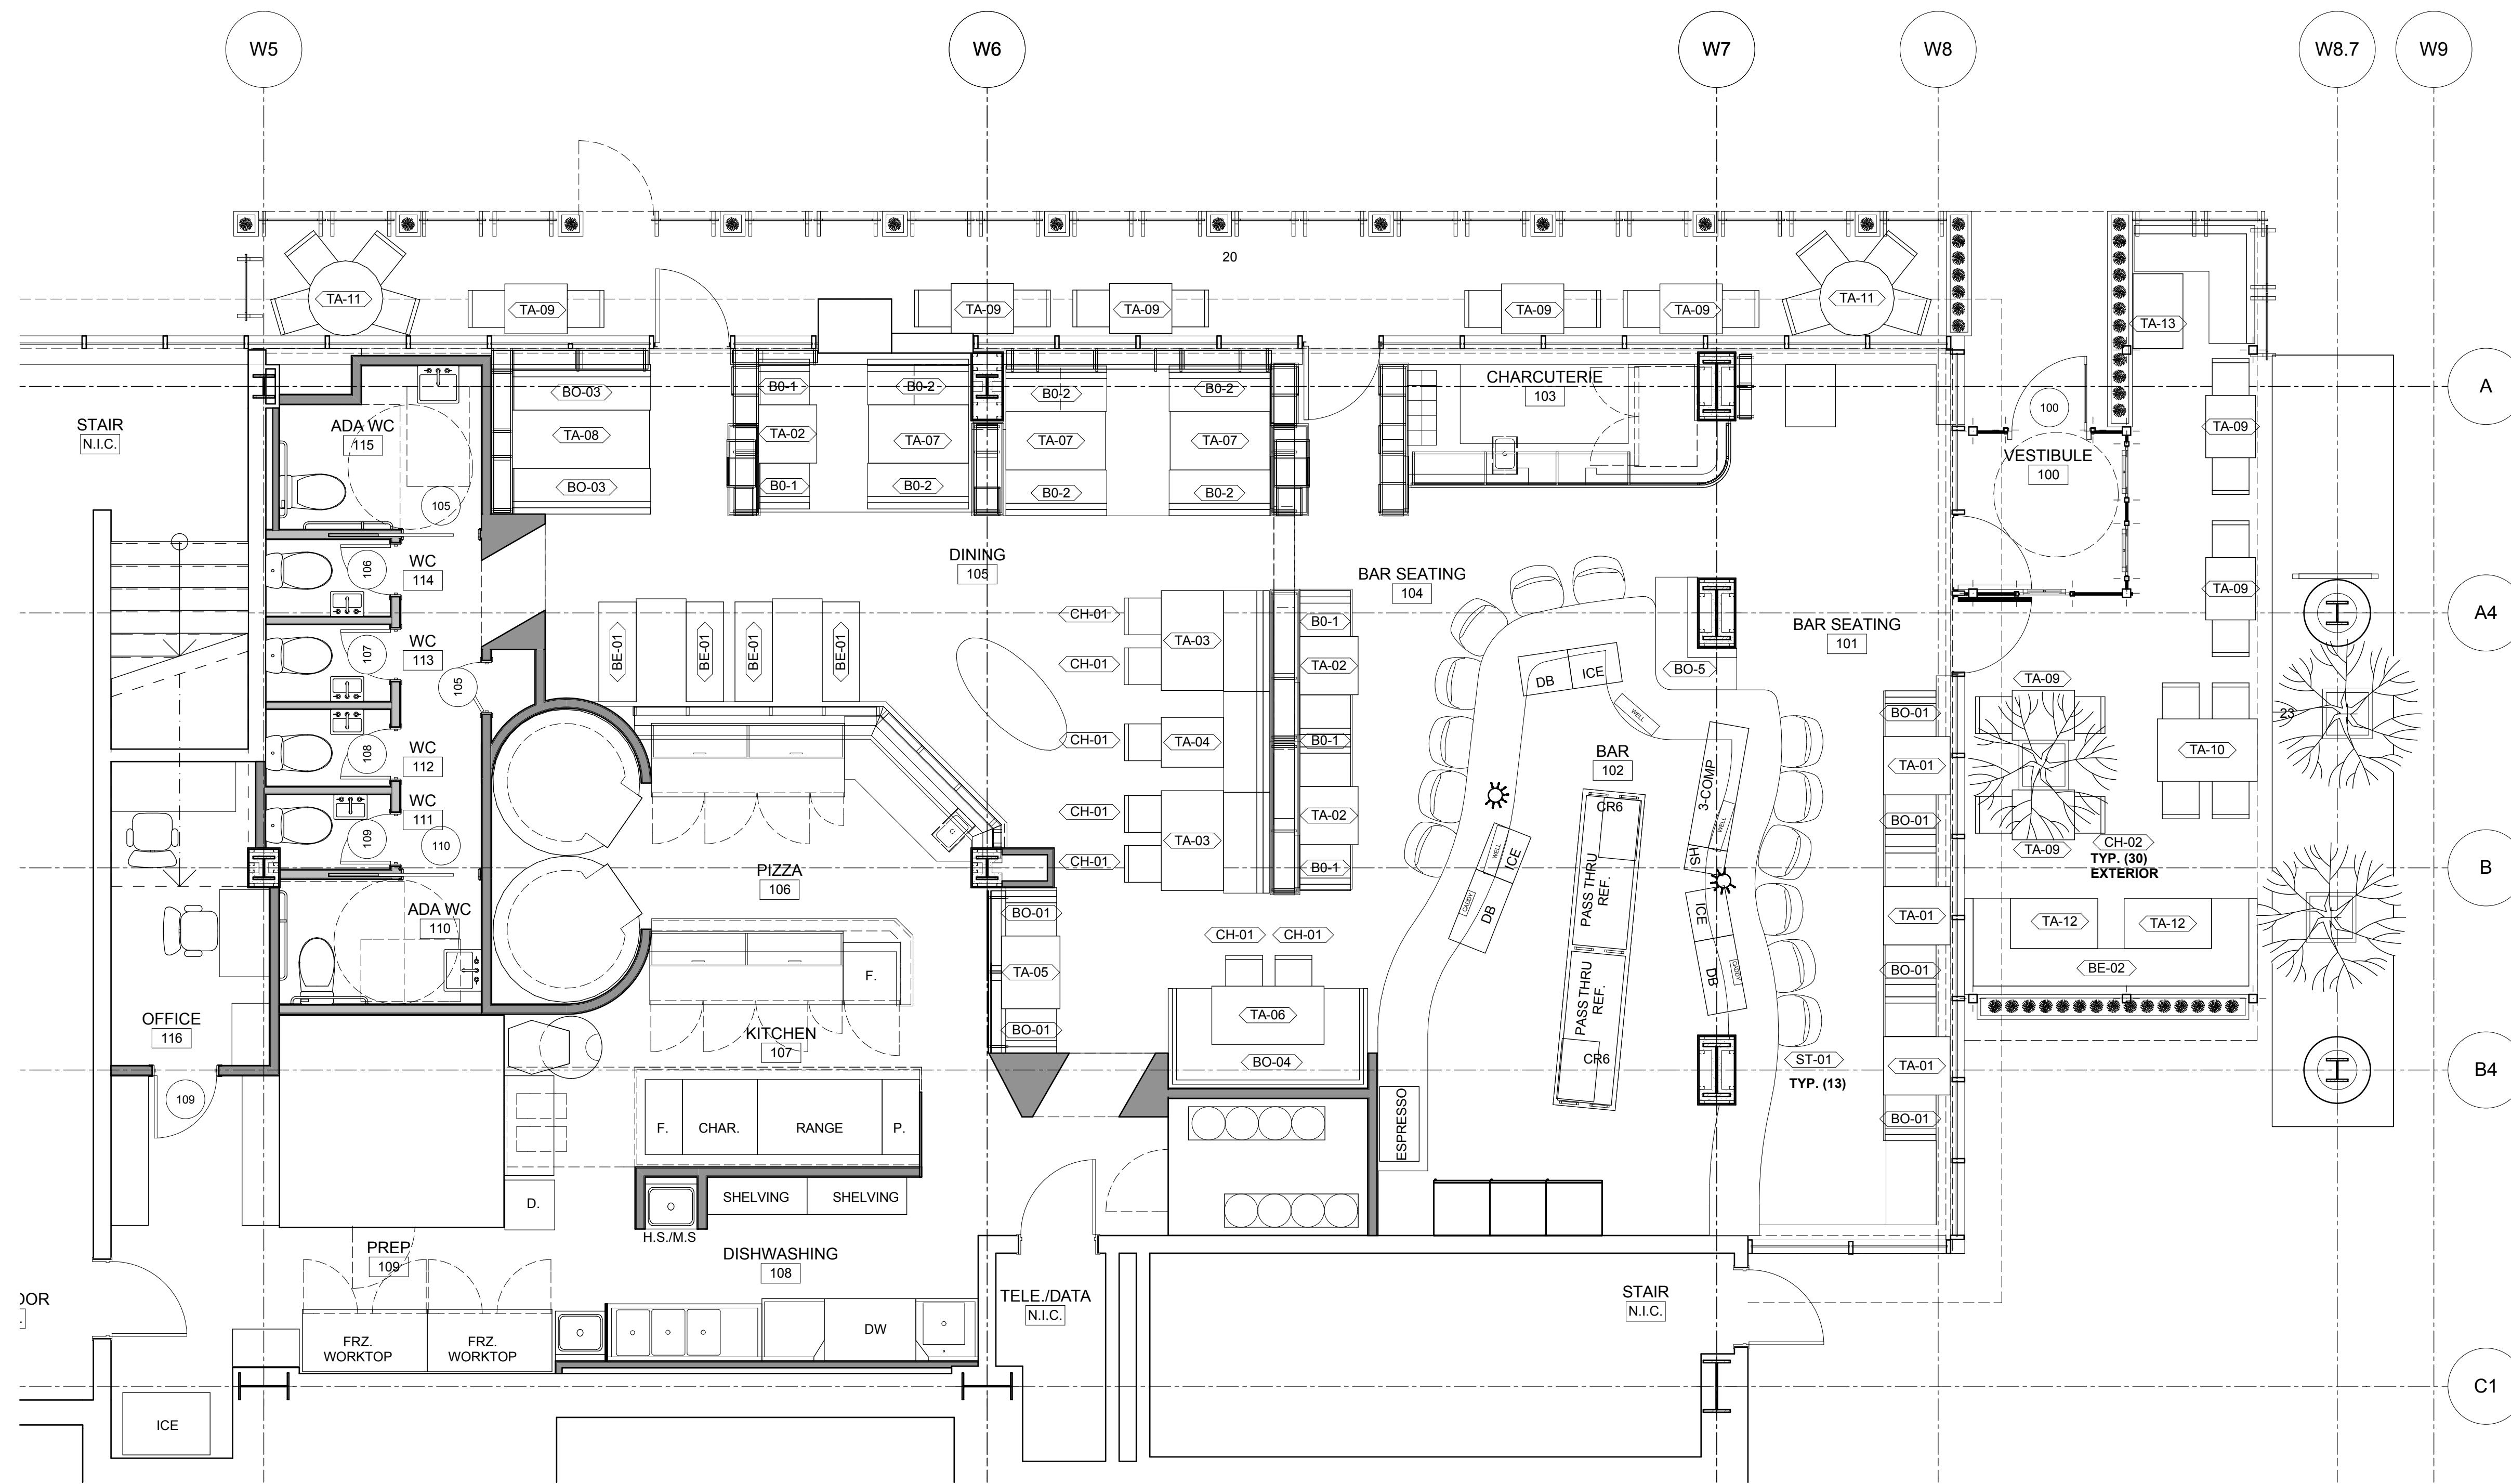 W5
W6
W7
W8
W8.7
W9
20
TA-11
TA-09
TA-09
TA-09
TA-09
TA-09
TA-11
TA-13
A
STAIR
N.I.C.
ADA WC
115
105
BO-03
TA-08
BO-03
B0-1
TA-02
B0-1
B0-2
TA-07
B0-2
B0-2
TA-07
B0-2
B0-2
TA-07
B0-2
CHARCUTERIE
103
100
VESTIBULE
100
TA-09
TA-09
WC
114
106
WC
113
107
WC
112
108
WC
111
109
110
105
ADA WC
110
DINING
105
BE-01
BE-01
BE-01
BE-01
CH-01
CH-01
CH-01
CH-01
CH-01
TA-03
TA-04
TA-03
B0-1
TA-02
B0-1
TA-02
B0-1
BAR SEATING
104
BAR SEATING
101
A4
DB
ICE
WELL
BO-5
BAR
102
3-COMP
WELL
HS
CR6
PASS THRU
REF.
PASS THRU
REF.
CR6
WELL
ICE
CADDY
DB
ICE
DB
CADDY
BO-01
TA-01
BO-01
TA-01
BO-01
TA-01
BO-01
TA-09
TA-09
CH-02
TYP. (30)
EXTERIOR
TA-10
23
B
TA-12
TA-12
BE-02
PIZZA
106
F.
BO-01
TA-05
BO-01
CH-01
CH-01
TA-06
BO-04
OFFICE
116
KITCHEN
107
ST-01
TYP. (13)
B4
109
F.
CHAR.
RANGE
P.
ESPRESSO
D.
SHELVING
SHELVING
H.S./M.S
PREP
109
DISHWASHING
108
TELE./DATA
N.I.C.
STAIR
N.I.C.
FRZ.
WORKTOP
FRZ.
WORKTOP
DW
C1
ICE